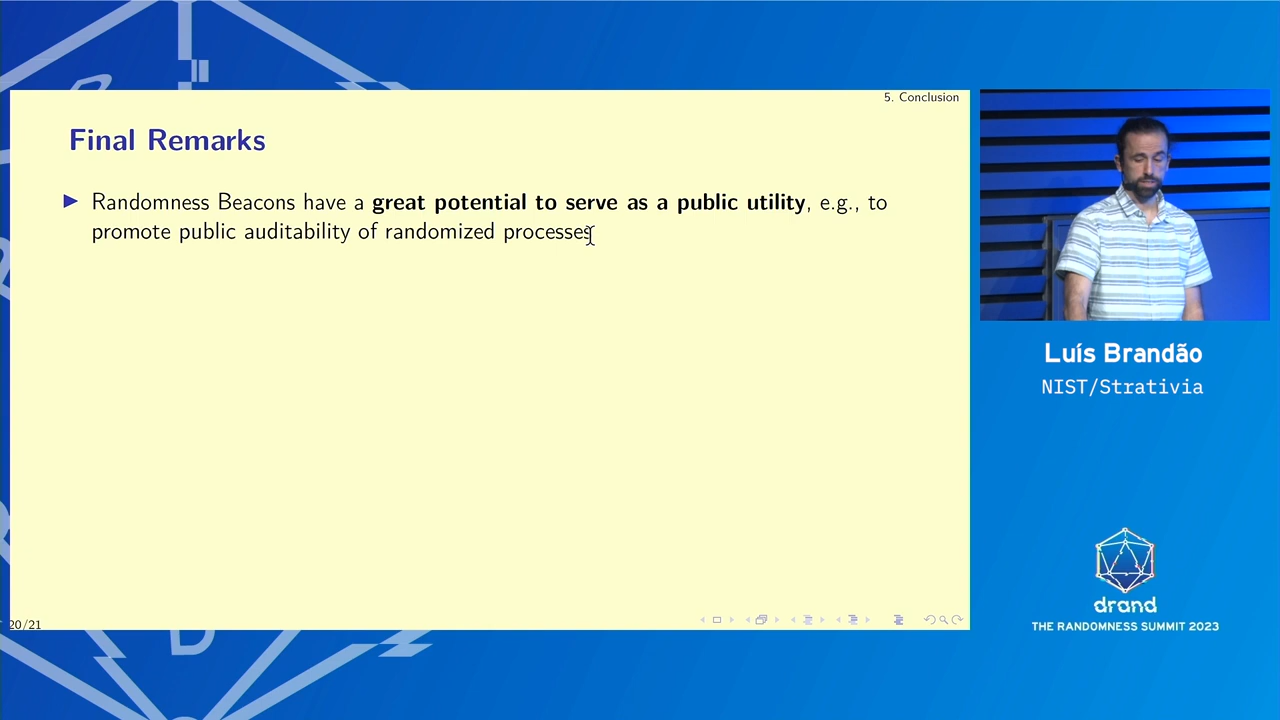 5. Conclusion
Final Remarks
Randomness Beacons have a great potential to serve as a public utility, e.g., to
promote public auditability of randomized processes
20/21
Luís Brandão
NIST/Strativia
drand
THE RANDOMNESS SUMMIT 2023